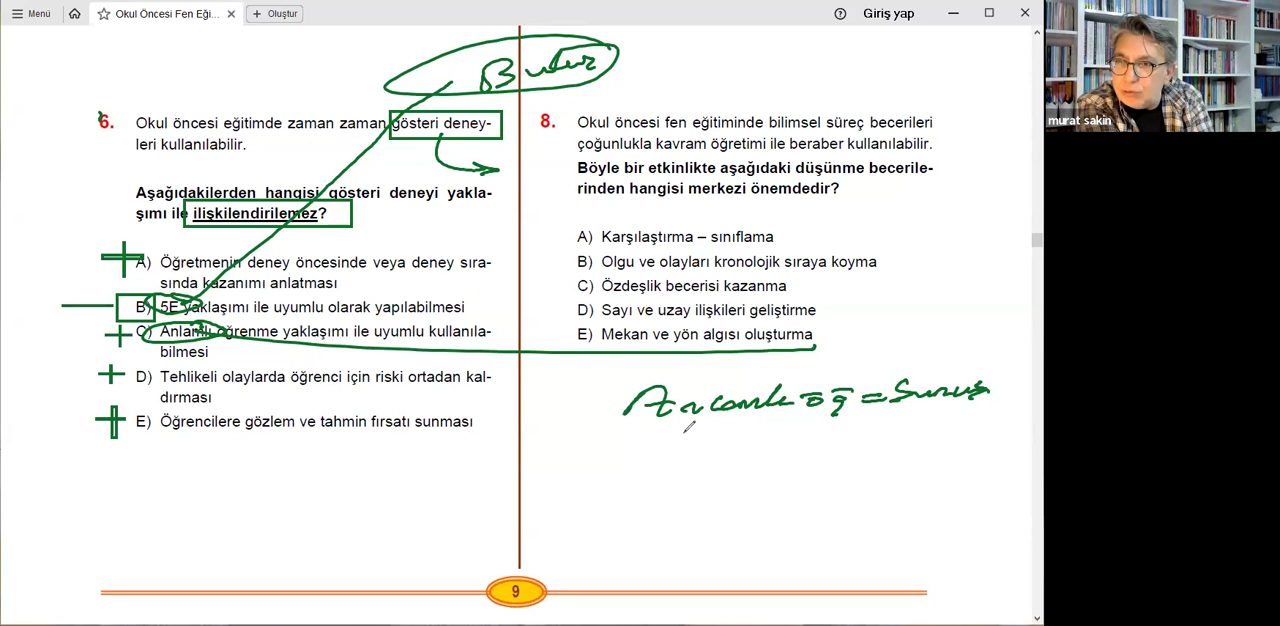 Menü
Okul Öncesi Fen Eği...
Oluştur
Giriş yap
murat sakin
6. Okul öncesi eğitimde zaman zaman gösteri deney-
leri kullanılabilir.
Aşağıdakilerden hangisi gösteri deneyi yakla-
şımı ile ilişkilendirilemez?
A) Öğretmenin deney öncesinde veya deney sıra-
sında kazanımı anlatması
B) 5E yaklaşımı ile uyumlu olarak yapılabilmesi
C) Anlamlı öğrenme yaklaşımı ile uyumlu kullanıla-
bilmesi
D) Tehlikeli olaylarda öğrenci için riski ortadan kal-
dırması
E) Öğrencilere gözlem ve tahmin fırsatı sunması
8. Okul öncesi fen eğitiminde bilimsel süreç becerileri
çoğunlukla kavram öğretimi ile beraber kullanılabilir.
Böyle bir etkinlikte aşağıdaki düşünme becerile-
rinden hangisi merkezi önemdedir?
A) Karşılaştırma – sınıflama
B) Olgu ve olayları kronolojik sıraya koyma
C) Özdeşlik becerisi kazanma
D) Sayı ve uzay ilişkileri geliştirme
E) Mekan ve yön algısı oluşturma
= Sunuş
9